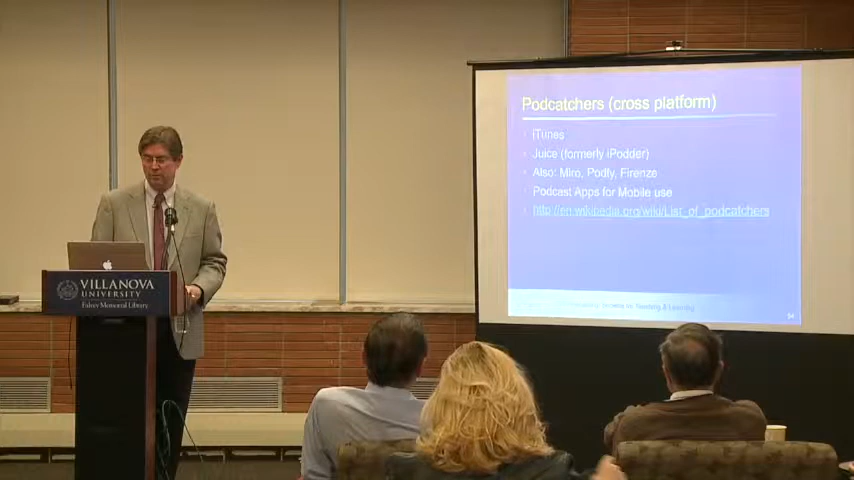 Podcatchers (cross platform)
iTunes
Juice (formerly iPodder)
Also: Miro, Podly, Firenze
Podcast Apps for Mobile use
http://en.wikipedia.org/wiki/List_of_podcatchers
Teaching & Learning
54
VILLANOVA
UNIVERSITY
Falvey Memorial Library